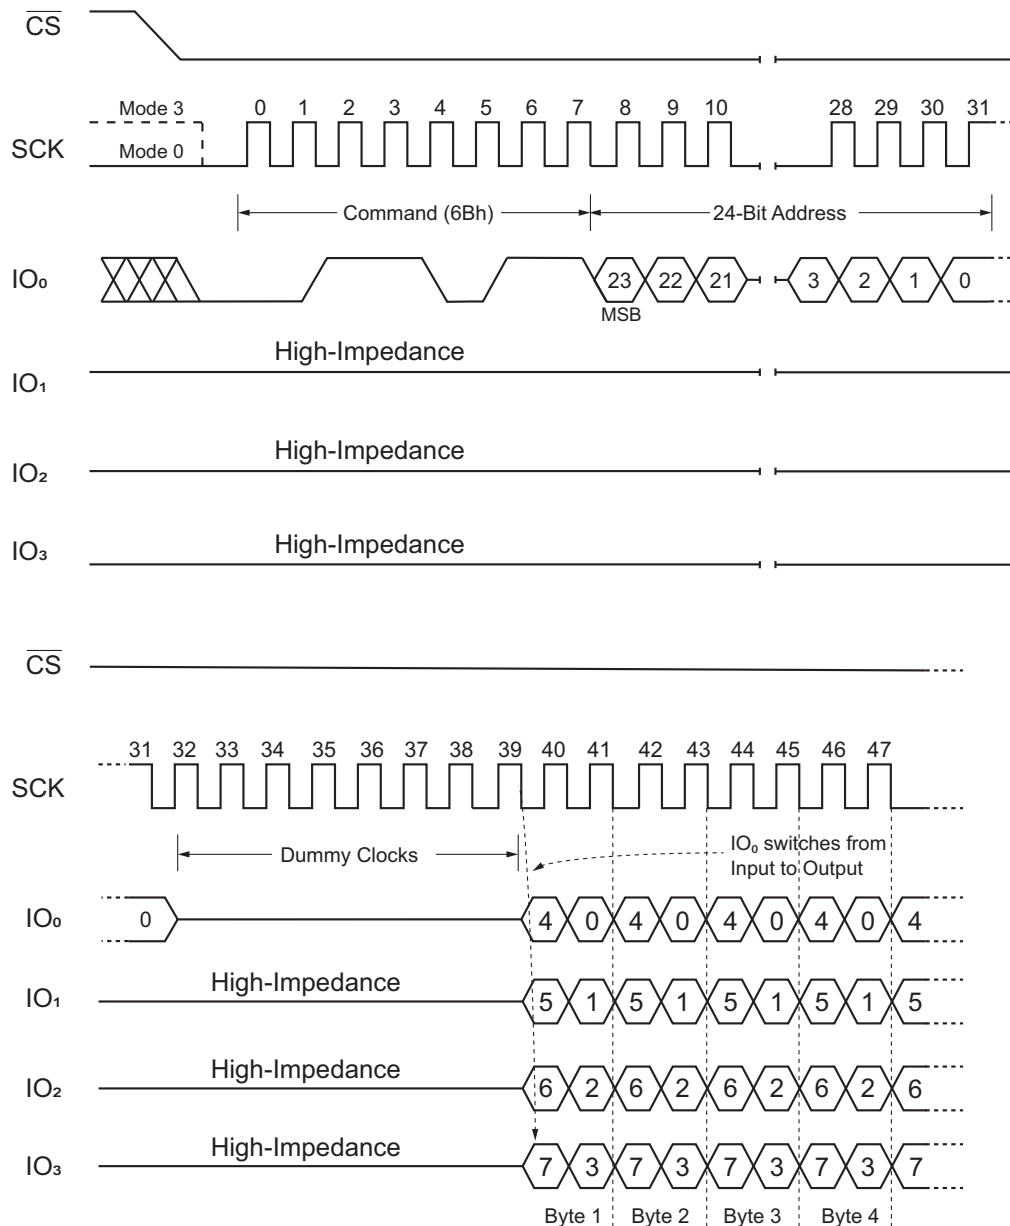 CS
Mode 3
0 1 2 3 4 5 6 7 8 9 10 28 29 30 31
SCK
Mode 0
Command (6Bh) 24-Bit Address
IO₀ 23 22 21 3 2 1 0
MSB
High-Impedance
IO₁
High-Impedance
IO₂
High-Impedance
IO₃
CS
31 32 33 34 35 36 37 38 39 40 41 42 43 44 45 46 47
SCK
IO₀ switches from
Dummy Clocks
Input to Output
IO₀ 0 4 0 4 0 4 0 4 0 4
High-Impedance
IO₁ 5 1 5 1 5 1 5 1 5
High-Impedance
IO₂ 6 2 6 2 6 2 6 2 6
High-Impedance
IO₃ 7 3 7 3 7 3 7 3 7
Byte 1 Byte 2 Byte 3 Byte 4